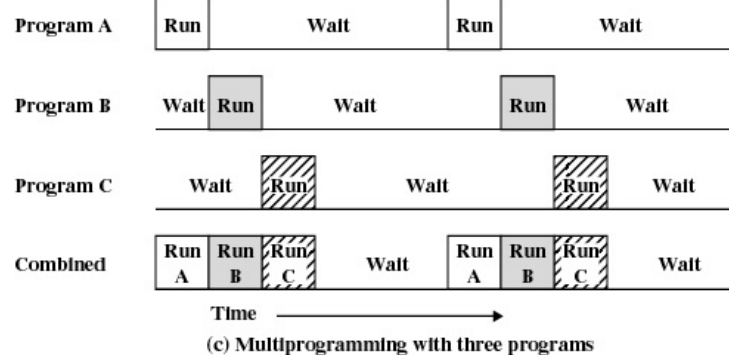 Program A Run Wait Run Wait
Program B Wait Run Wait Run Wait
Program C Wait Run Wait Run Wait
Combined Run A Run B Run C Wait Run A Run B Run C Wait
Time
(c) Multiprogramming with three programs